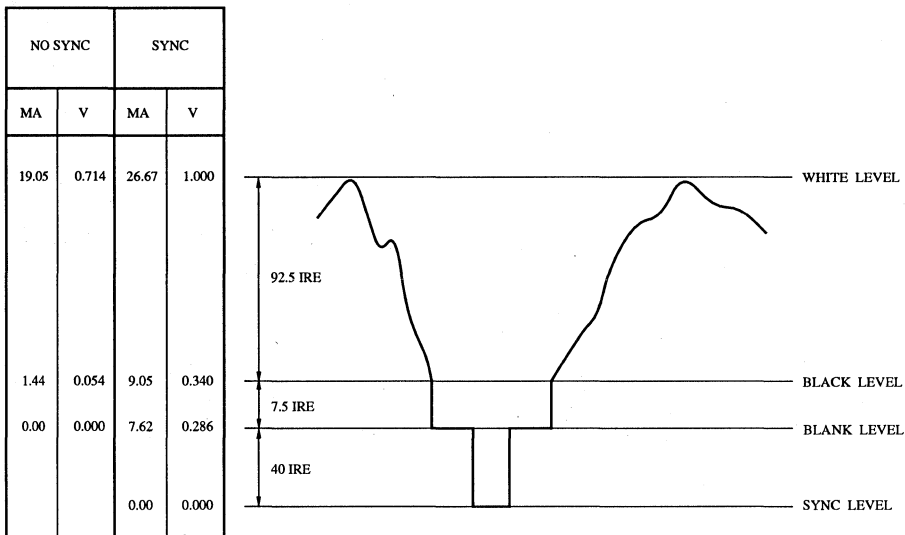 NO SYNC SYNC
MA V MA V
19.05 0.714 26.67 1.000 WHITE LEVEL
92.5 IRE
1.44 0.054 9.05 0.340 BLACK LEVEL
7.5 IRE
0.00 0.000 7.62 0.286 BLANK LEVEL
40 IRE
0.00 0.000 SYNC LEVEL